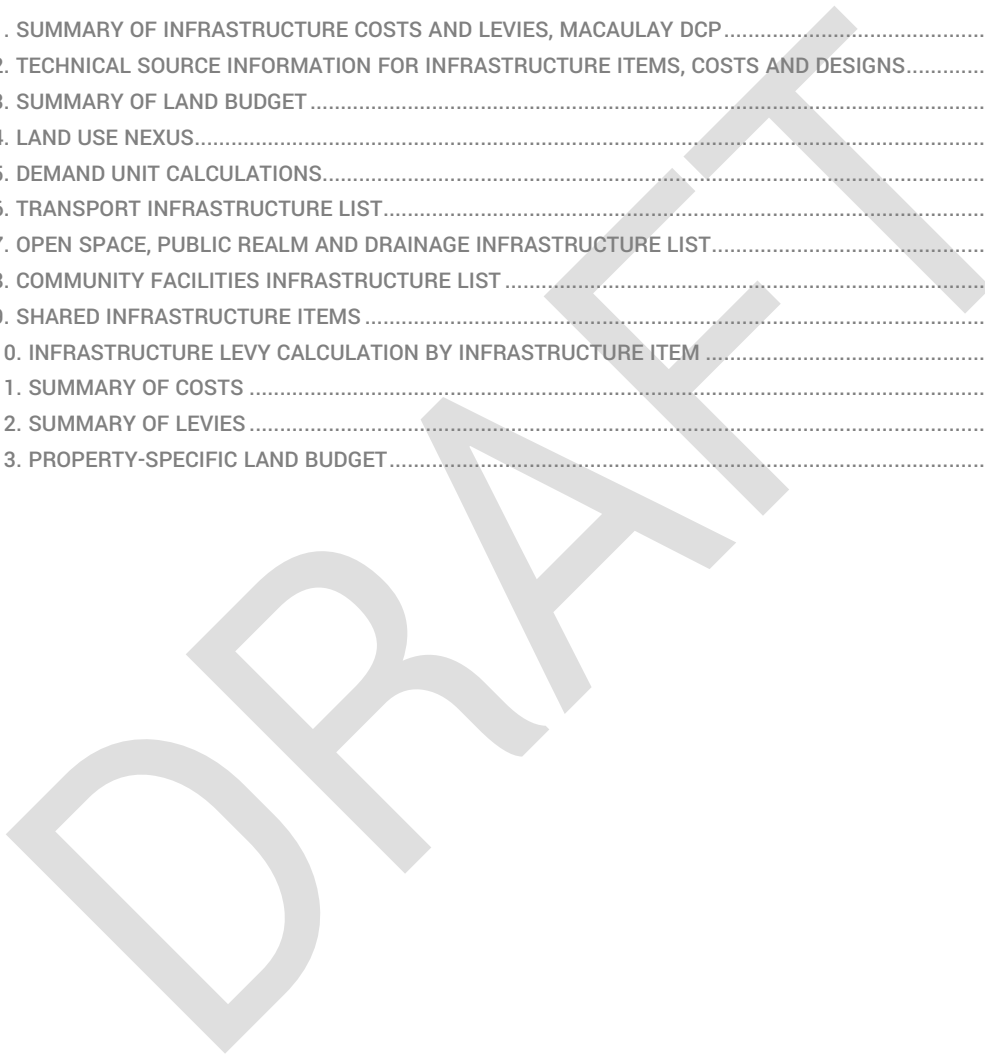 . SUMMARY OF INFRASTRUCTURE COSTS AND LEVIES, MACAULAY DCP
2. TECHNICAL SOURCE INFORMATION FOR INFRASTRUCTURE ITEMS, COSTS AND DESIGNS
3. SUMMARY OF LAND BUDGET
4. LAND USE NEXUS
5. DEMAND UNIT CALCULATIONS
6. TRANSPORT INFRASTRUCTURE LIST
7. OPEN SPACE, PUBLIC REALM AND DRAINAGE INFRASTRUCTURE LIST
8. COMMUNITY FACILITIES INFRASTRUCTURE LIST
9. SHARED INFRASTRUCTURE ITEMS
0. INFRASTRUCTURE LEVY CALCULATION BY INFRASTRUCTURE ITEM
1. SUMMARY OF COSTS
2. SUMMARY OF LEVIES
3. PROPERTY-SPECIFIC LAND BUDGET
DRAFT